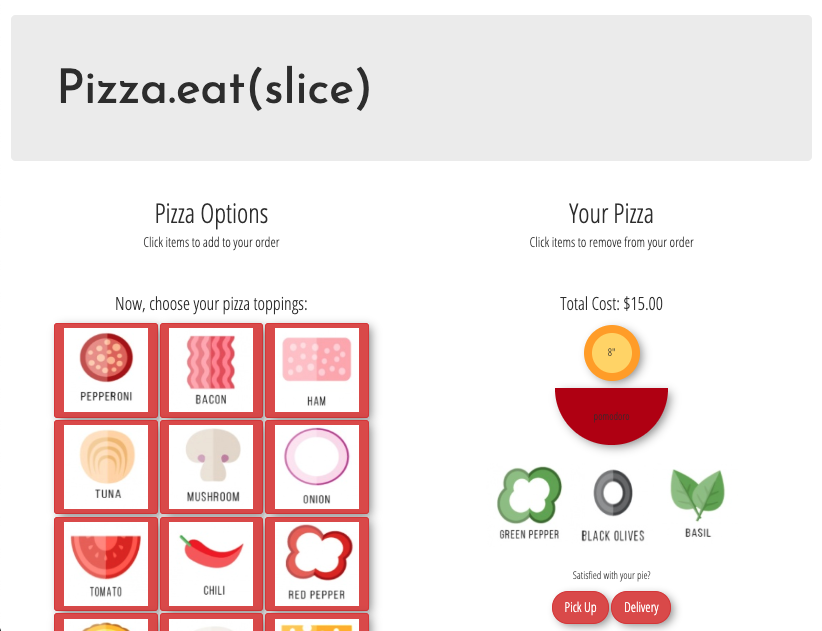 Pizza.eat(slice)
Pizza Options
Click items to add to your order
Now, choose your pizza toppings:
PEPPERONI
BACON
HAM
TUNA
MUSHROOM
ONION
TOMATO
CHILI
RED PEPPER
Your Pizza
Click items to remove from your order
Total Cost: $15.00
8"
GREEN PEPPER
BLACK OLIVES
BASIL
Satisfied with your pie?
Pick Up
Delivery